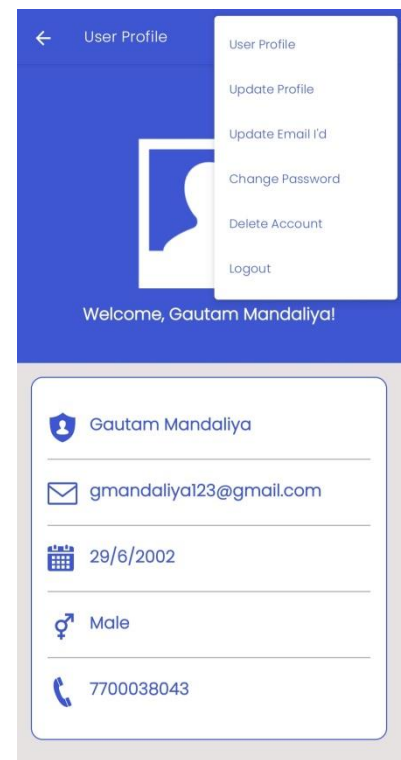 User Profile
User Profile
Update Profile
Update Email I'd
Change Password
Delete Account
Logout
Welcome, Gautam Mandaliya!
Gautam Mandaliya
gmandaliya123@gmail.com
29/6/2002
Male
7700038043